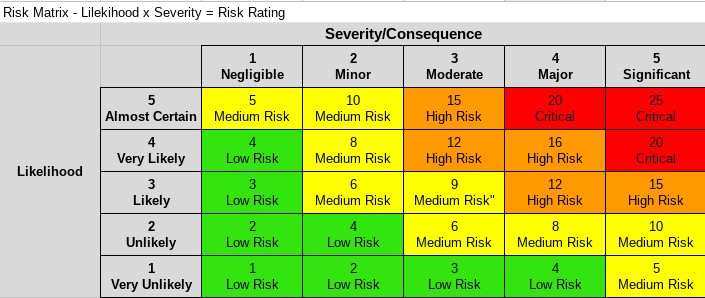 Risk Matrix - Lilekihood x Severity = Risk Rating
Severity/Consequence
1 2 3 4 5
Negligible Minor Moderate Major Significant
5 5 10 15 20 25
Almost Certain Medium Risk Medium Risk High Risk Critical Critical
4 4 8 12 16 20
Very Likely Low Risk Medium Risk High Risk High Risk Critical
Likelihood
3 3 6 9 12 15
Likely Low Risk Medium Risk Medium Risk" High Risk High Risk
2 2 4 6 8 10
Unlikely Low Risk Low Risk Medium Risk Medium Risk Medium Risk
1 1 2 3 4 5
Very Unlikely Low Risk Low Risk Low Risk Low Risk Medium Risk